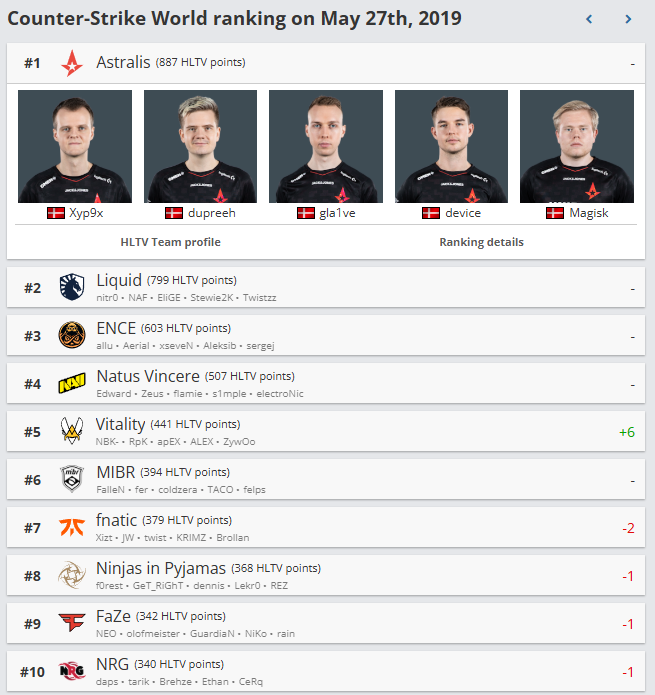 Counter-Strike World ranking on May 27th, 2019
#1 Astralis (887 HLTV points) -
Xyp9x dupreeh gla1ve device Magisk
HLTV Team profile Ranking details
#2 Liquid (799 HLTV points) -
nitr0 • NAF • EliGE • Stewie2K • Twistzz
#3 ENCE (603 HLTV points) -
allu • Aerial • xseveN • Aleksib • sergej
#4 Natus Vincere (507 HLTV points) -
Edward • Zeus • flamie • s1mple • electroNic
#5 Vitality (441 HLTV points) +6
NBK- • RpK • apEX • ALEX • ZywOo
#6 MIBR (394 HLTV points) -
FalleN • fer • coldzera • TACO • felps
#7 fnatic (379 HLTV points) -2
Xizt • JW • twist • KRIMZ • Brollan
#8 Ninjas in Pyjamas (368 HLTV points) -1
f0rest • GeT_RiGhT • dennis • Lekr0 • REZ
#9 FaZe (342 HLTV points) -1
NEO • olofmeister • GuardiaN • NiKo • rain
#10 NRG (340 HLTV points) -1
daps • tarik • Brehze • Ethan • CeRq